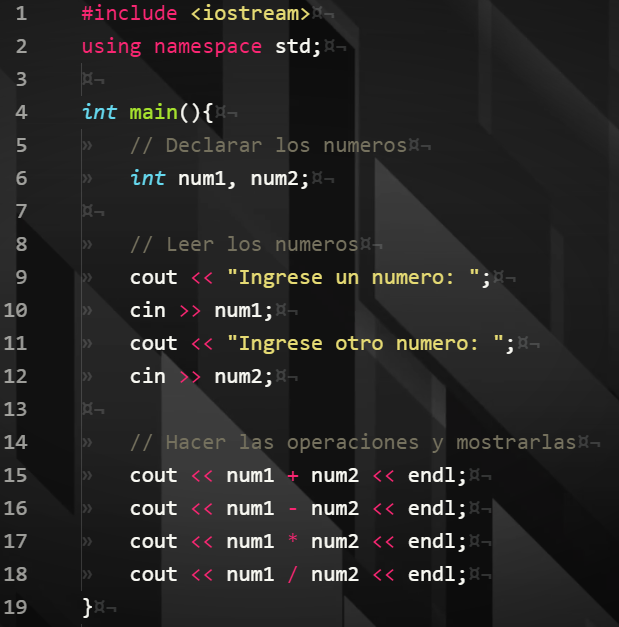 1 #include <iostream>¤¬
2 using namespace std;¤¬
3 ¤¬
4 int main(){¤¬
5 » // Declarar los numeros¤¬
6 » int num1, num2;¤¬
7 ¤¬
8 » // Leer los numeros¤¬
9 » cout << "Ingrese un numero: ";¤¬
10 » cin >> num1;¤¬
11 » cout << "Ingrese otro numero: ";¤¬
12 » cin >> num2;¤¬
13 ¤¬
14 » // Hacer las operaciones y mostrarlas¤¬
15 » cout << num1 + num2 << endl;¤¬
16 » cout << num1 - num2 << endl;¤¬
17 » cout << num1 * num2 << endl;¤¬
18 » cout << num1 / num2 << endl;¤¬
19 }¤¬